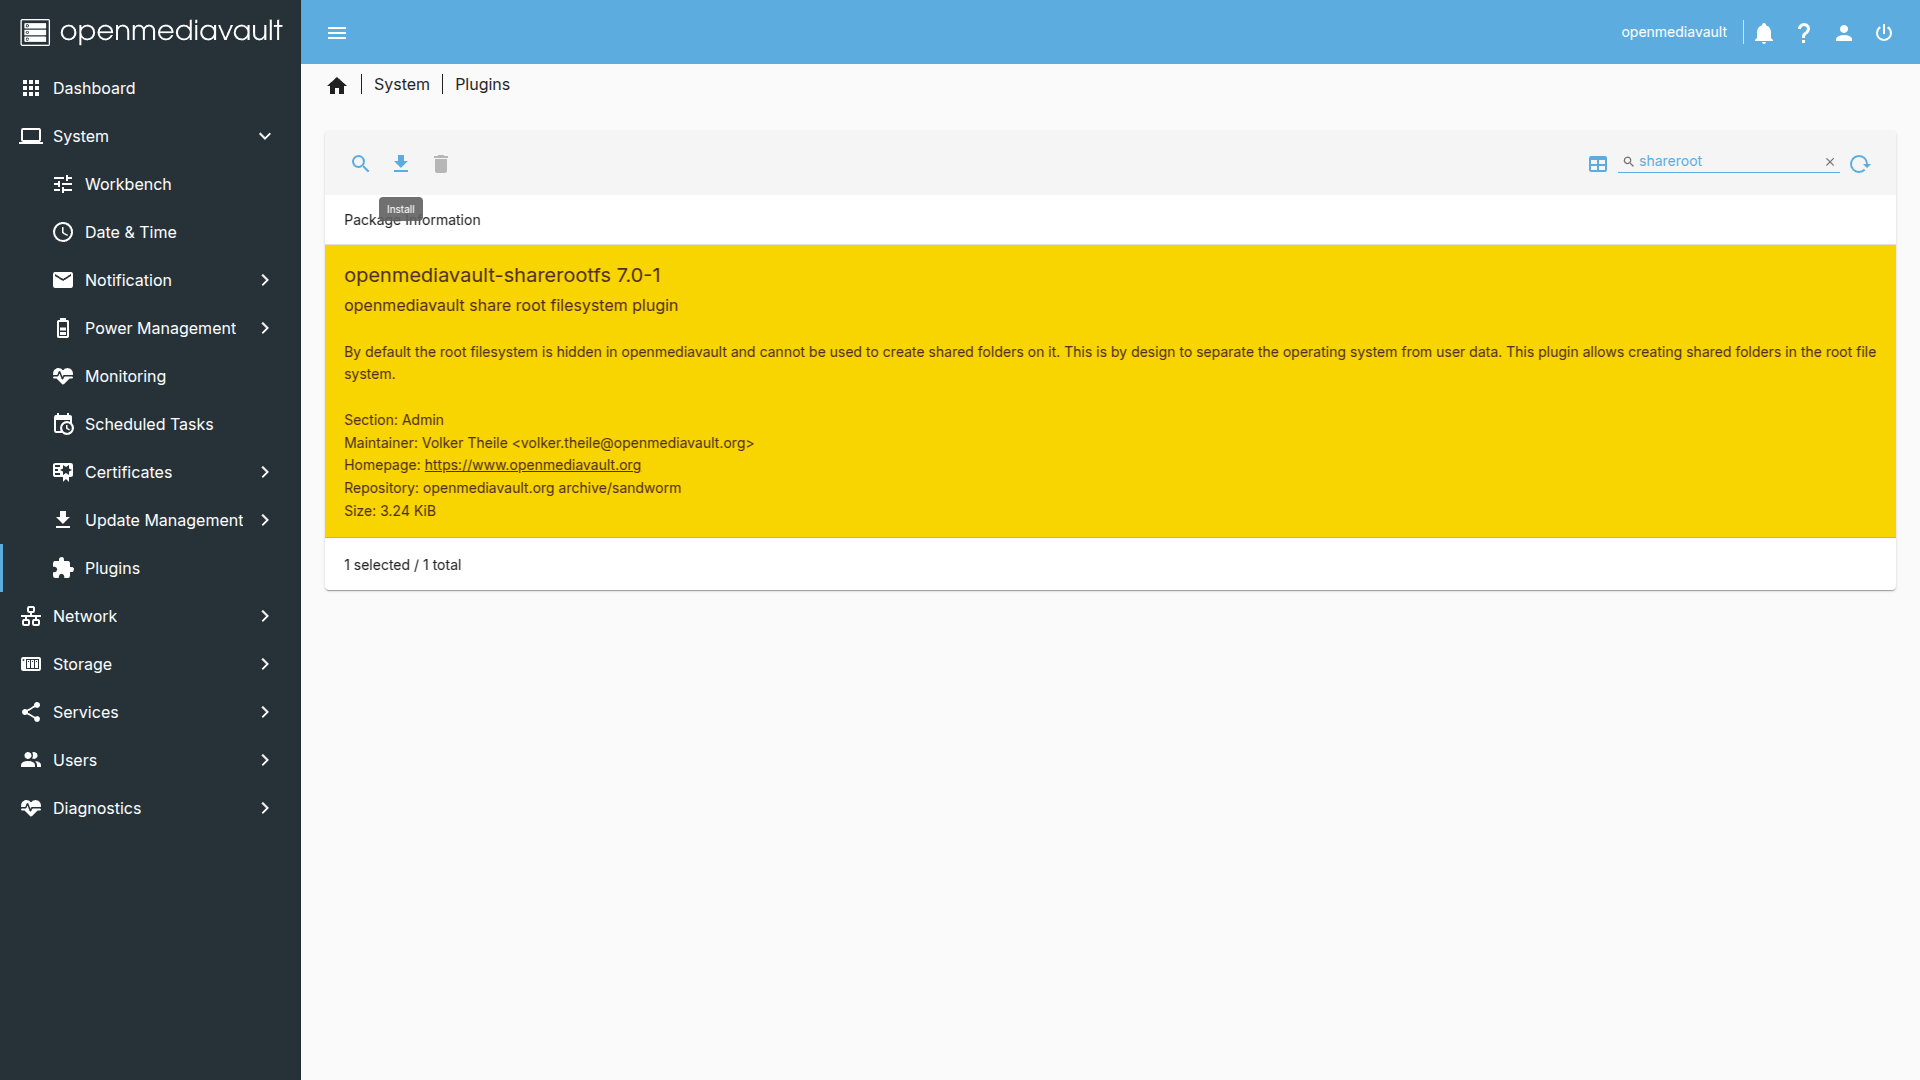 openmediavault
openmediavault
Dashboard
System | Plugins
System
Workbench
shareroot
Date & Time
Install
Package Information
Notification
openmediavault-sharerootfs 7.0-1
openmediavault share root filesystem plugin
Power Management
By default the root filesystem is hidden in openmediavault and cannot be used to create shared folders on it. This is by design to separate the operating system from user data. This plugin allows creating shared folders in the root file
system.
Monitoring
Scheduled Tasks
Section: Admin
Maintainer: Volker Theile <volker.theile@openmediavault.org>
Homepage: https://www.openmediavault.org
Repository: openmediavault.org archive/sandworm
Size: 3.24 KiB
Certificates
Update Management
Plugins
1 selected / 1 total
Network
Storage
Services
Users
Diagnostics